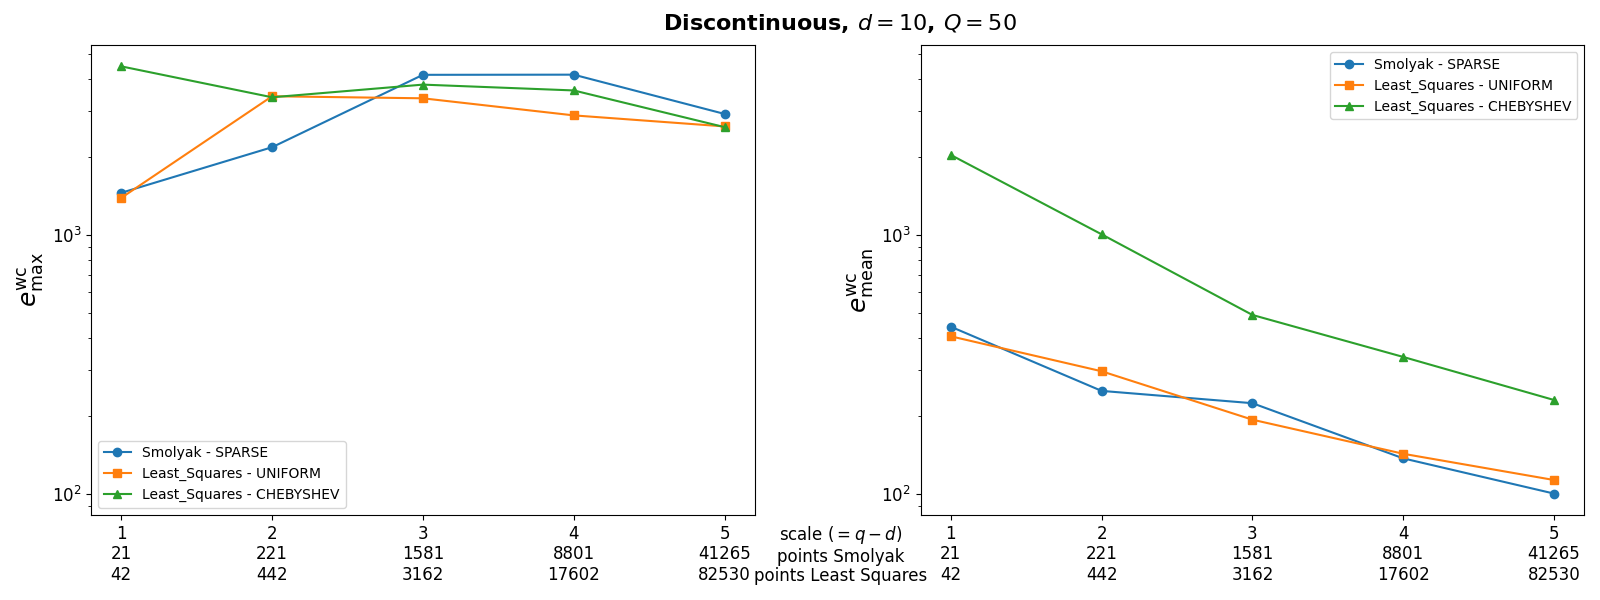 Discontinuous, d = 10, Q = 50
e^wc_max
10^3
10^2
Smolyak - SPARSE
Least_Squares - UNIFORM
Least_Squares - CHEBYSHEV
1 2 3 4 5
21 221 1581 8801 41265
42 442 3162 17602 82530
scale (= q − d)
points Smolyak
points Least Squares
e^wc_mean
10^3
10^2
Smolyak - SPARSE
Least_Squares - UNIFORM
Least_Squares - CHEBYSHEV
1 2 3 4 5
21 221 1581 8801 41265
42 442 3162 17602 82530